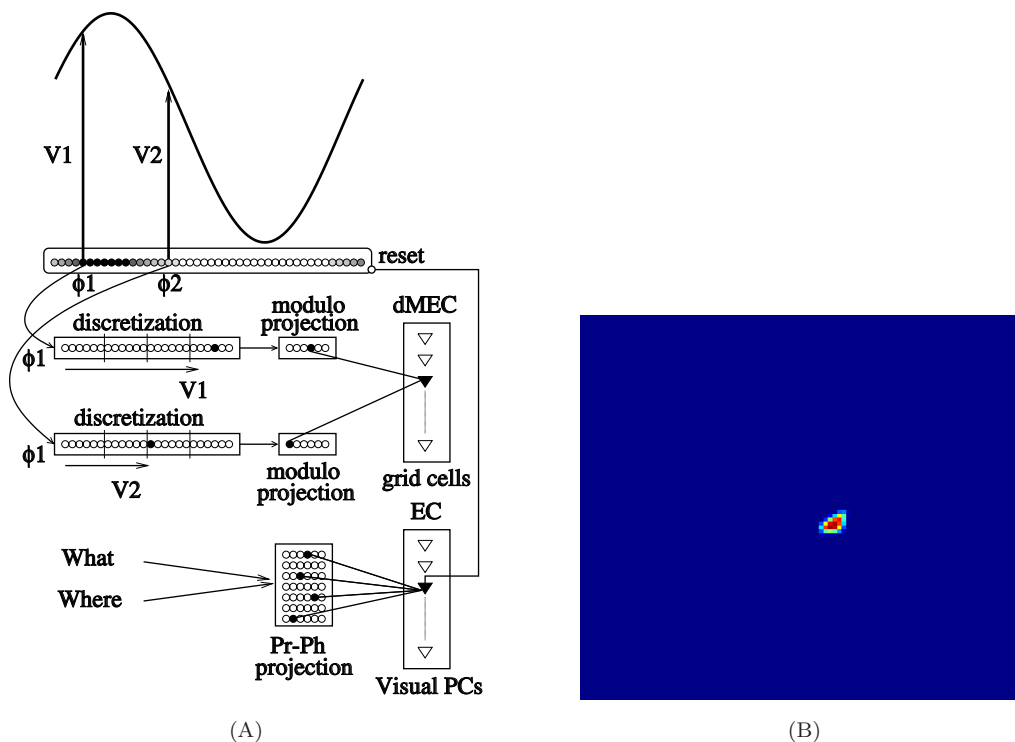 V1
V2
reset
ϕ1
ϕ2
discretization
modulo
projection
dMEC
ϕ1
V1
discretization
ϕ1
V2
modulo
projection
grid cells
EC
What
Where
Pr-Ph
projection
Visual PCs
(A)
(B)